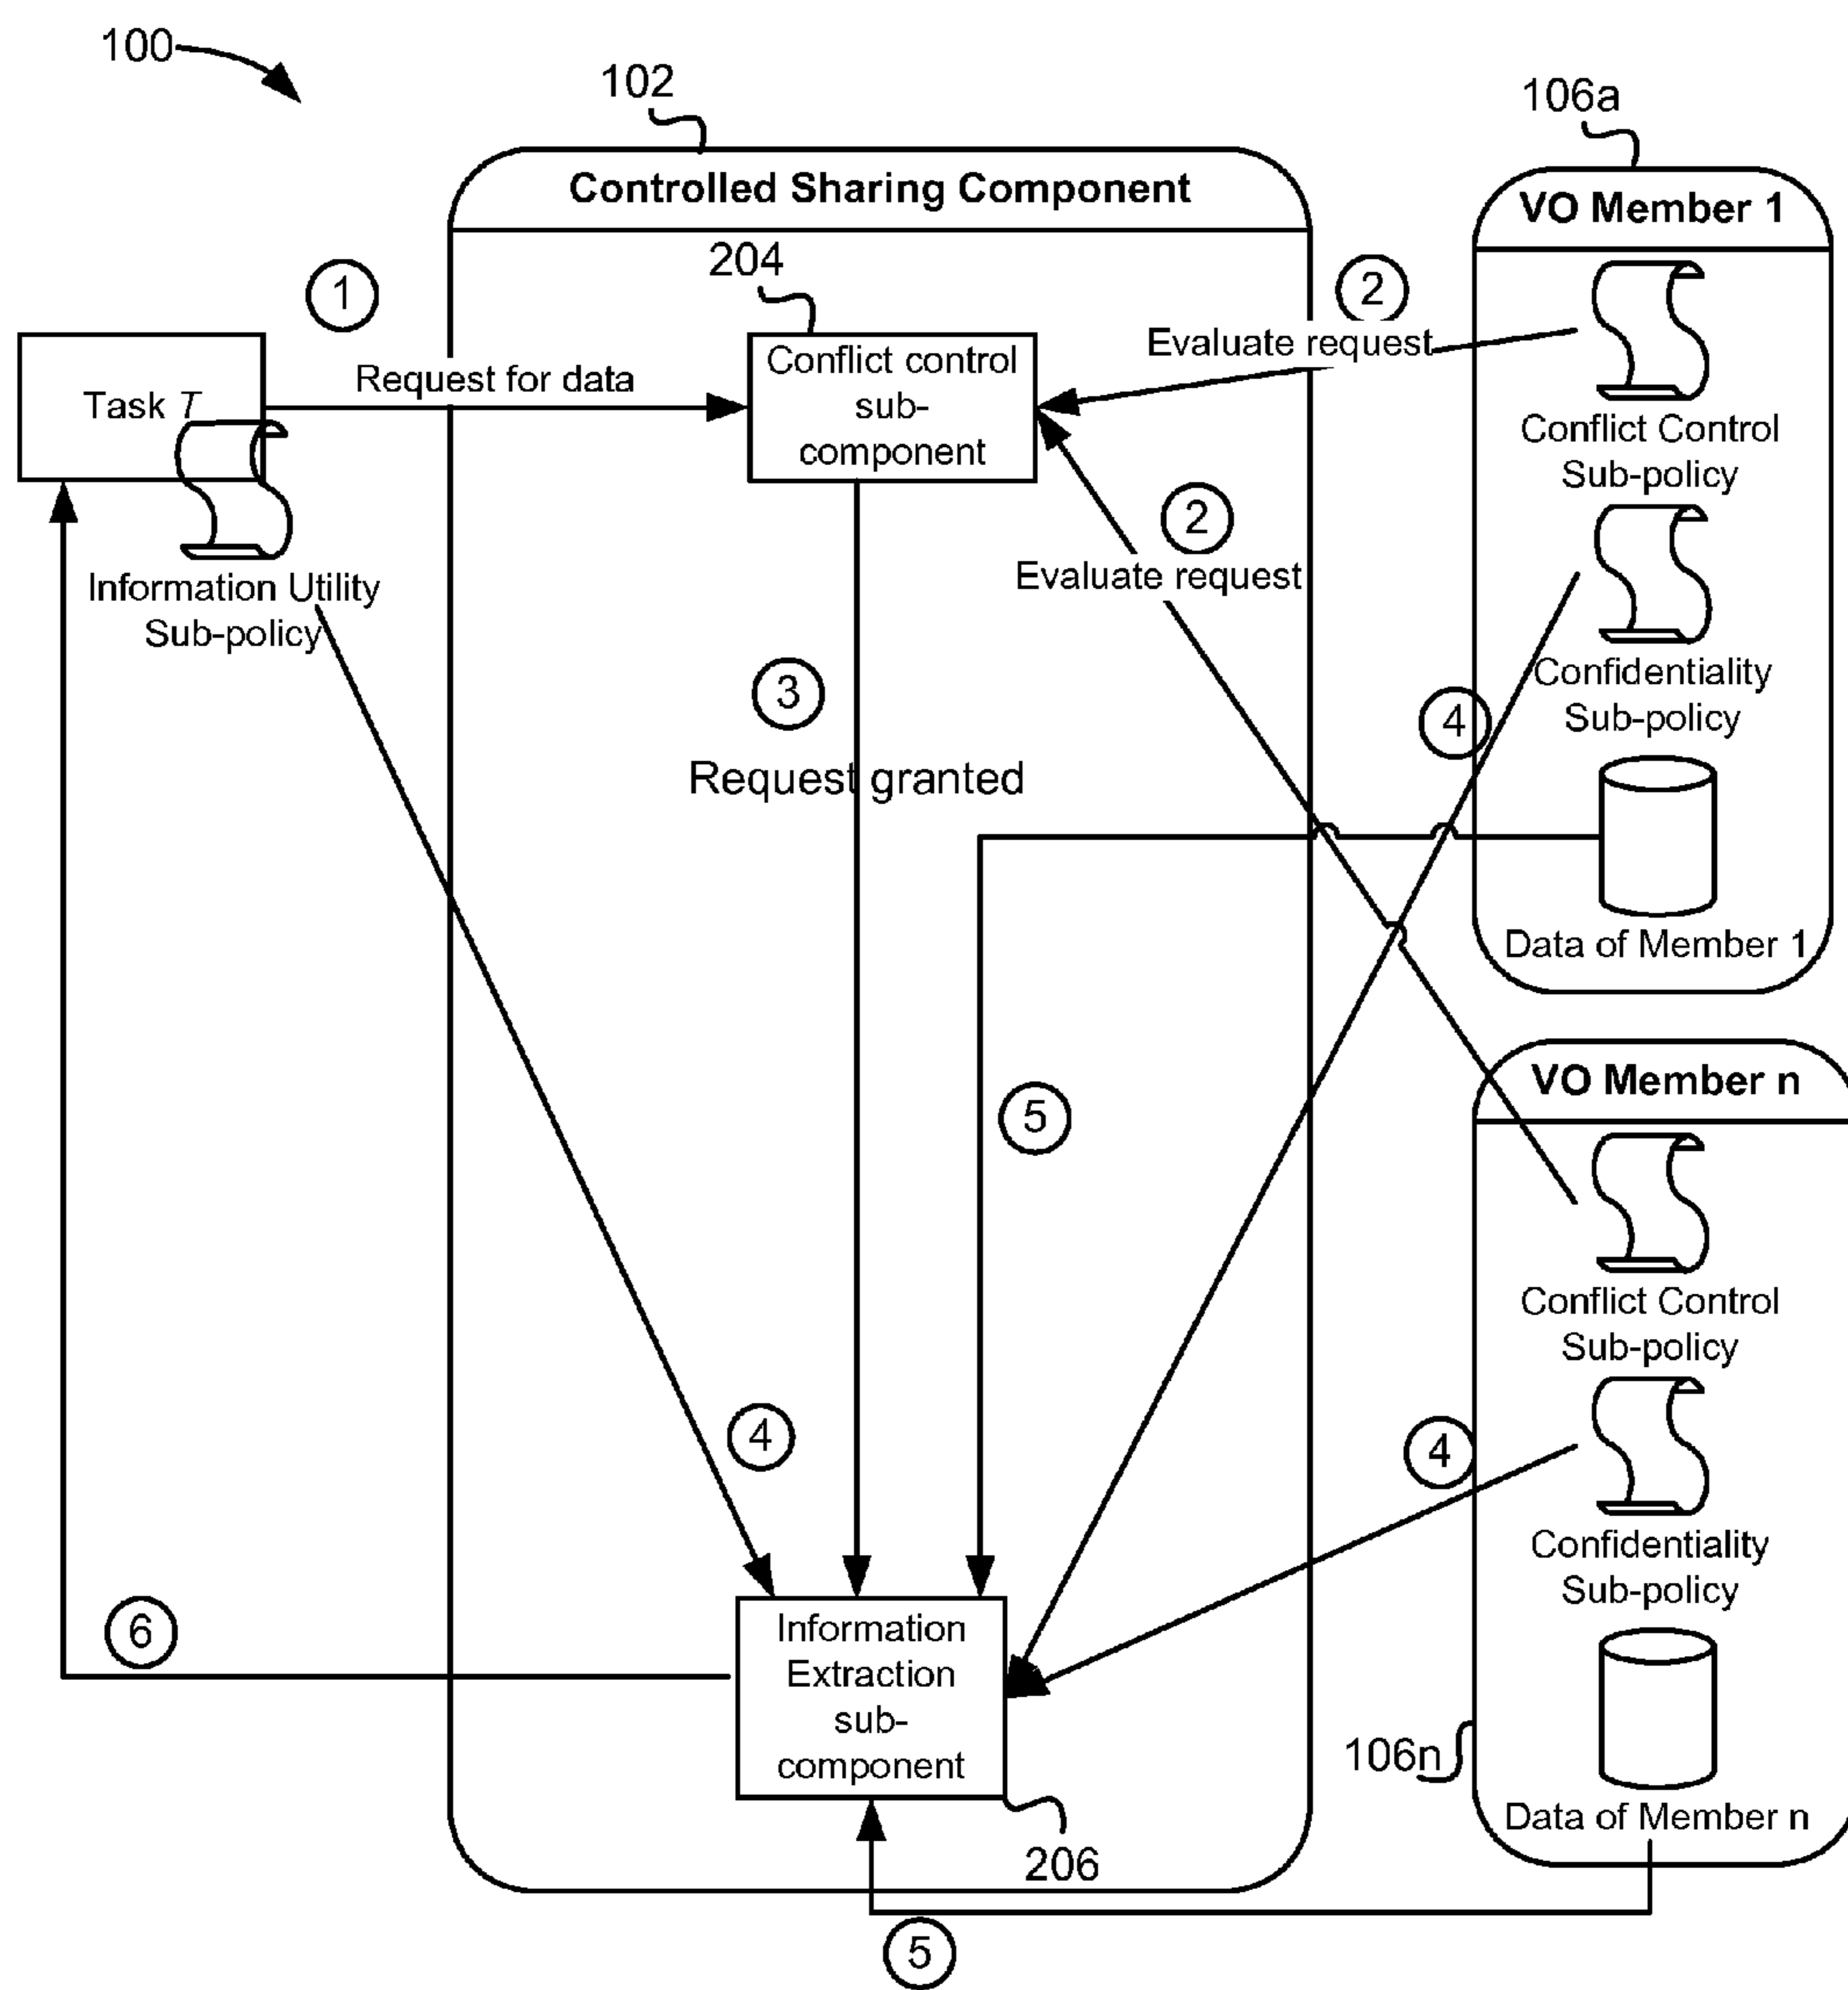 100
102
106a
Controlled Sharing Component
VO Member 1
204
1
2
Request for data
Evaluate request
Task T
Conflict control
sub-
component
Conflict Control
Sub-policy
2
Evaluate request
Information Utility
Sub-policy
Confidentiality
Sub-policy
3
4
Request granted
Data of Member 1
VO Member n
5
Conflict Control
Sub-policy
4
4
Confidentiality
Sub-policy
6
Information
Extraction
sub-
component
106n
Data of Member n
206
5